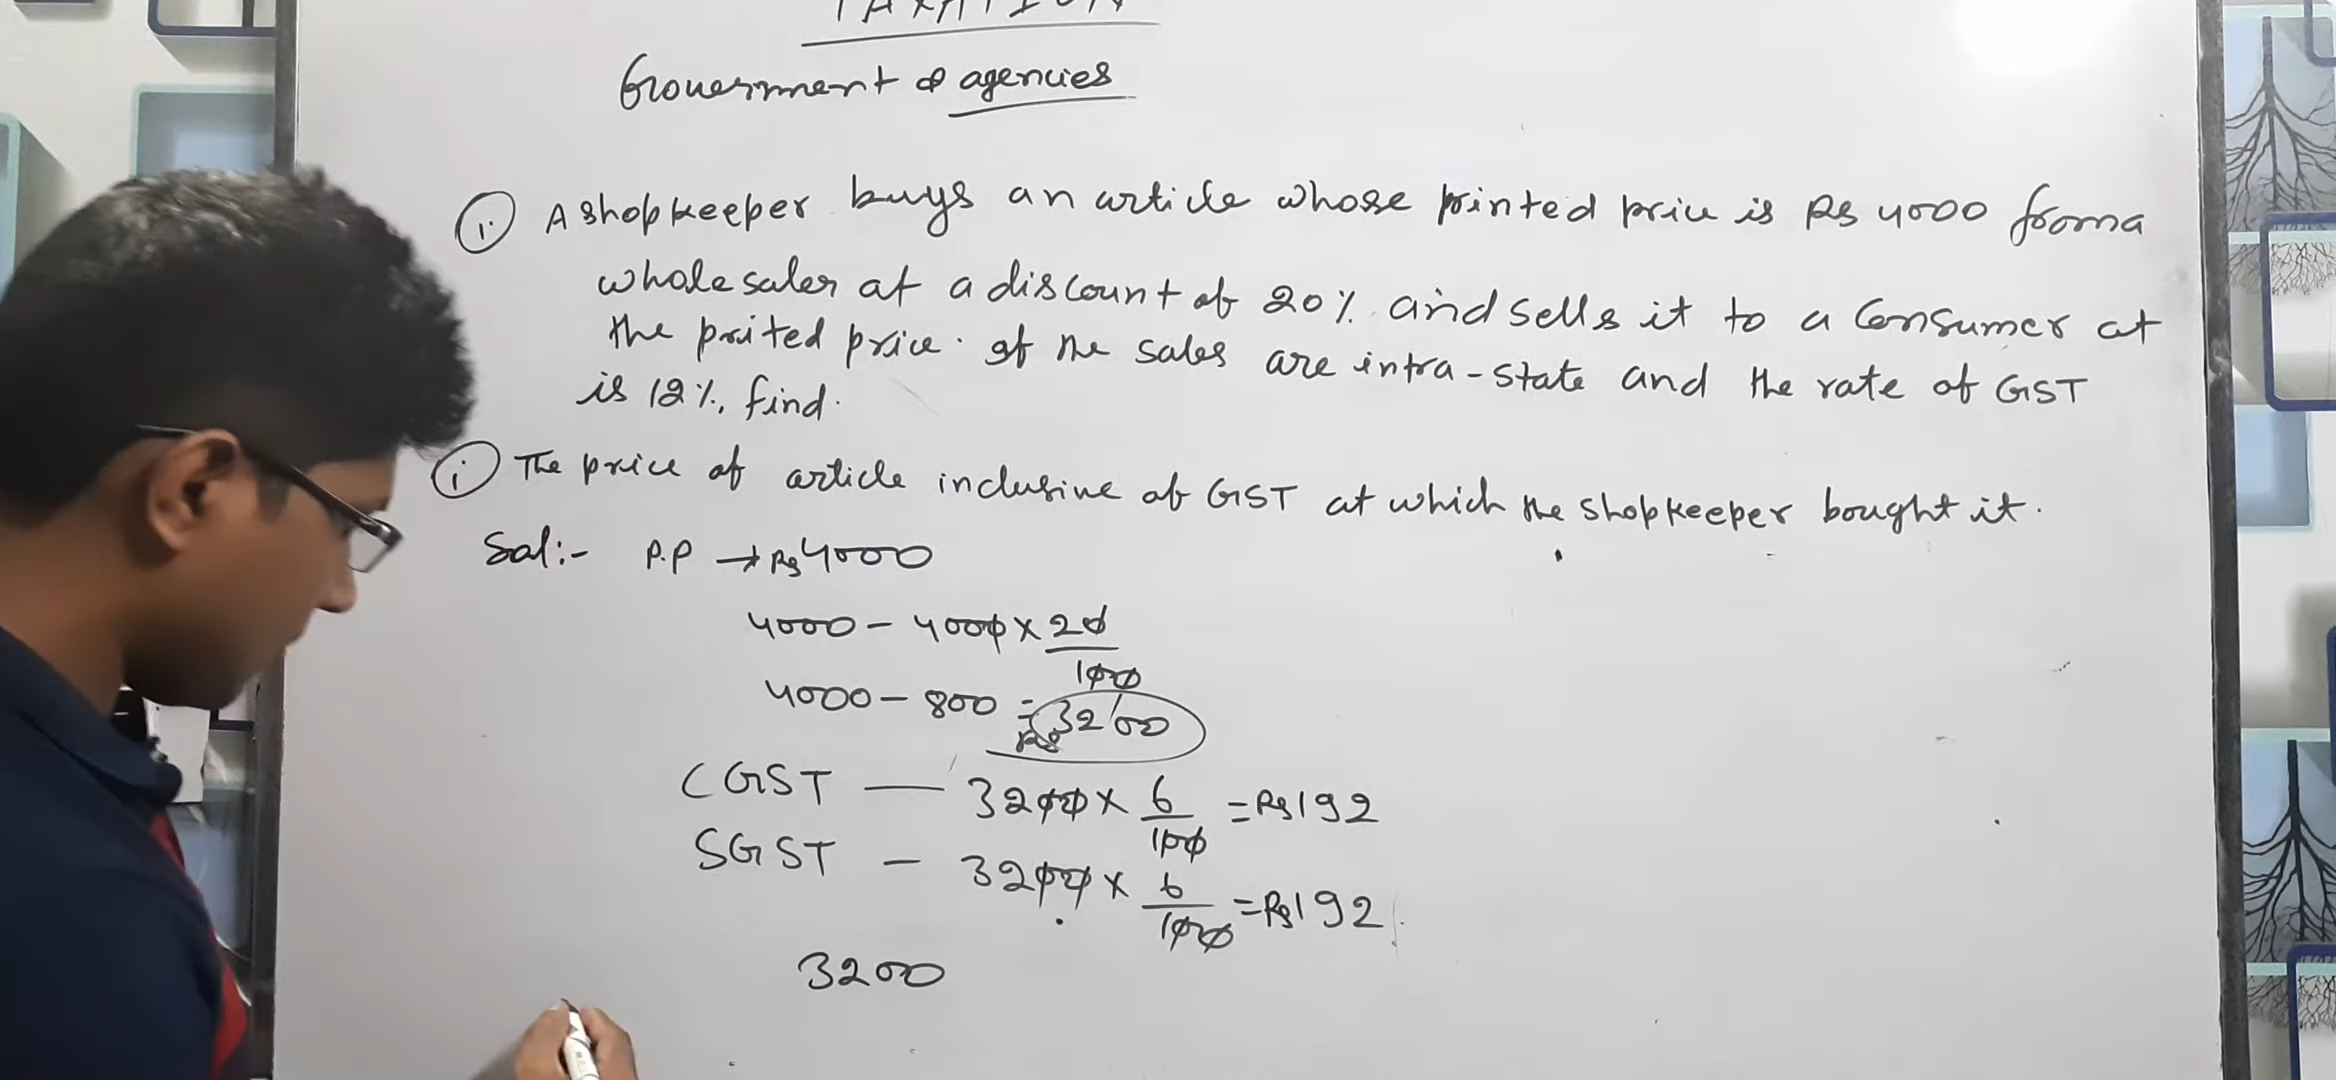 TAXATION
Government & agencies
1. A shopkeeper buys an article whose printed price is Rs 4000 from a
wholesaler at a discount of 20% and sells it to a Consumer at
the prited price. If the sales are intra-state and the rate of GST
is 12%, find.
i The price of article inclusive of GST at which the shopkeeper bought it.
Sol:- P.P → Rs 4000
4000 - 4000 × 20/100
4000 - 800 = Rs 3200
CGST — 3200 × 6/100 = Rs 192
SGST - 3200 × 6/100 = Rs 192
3200